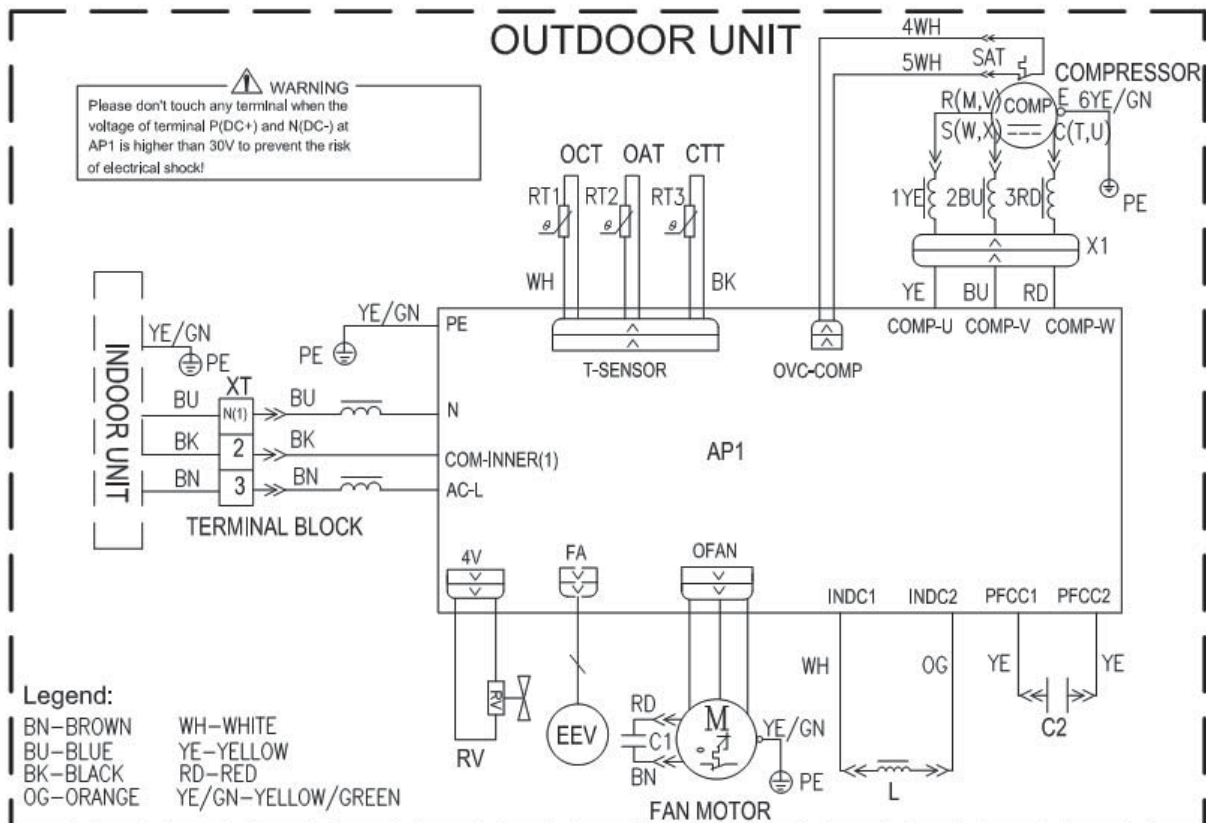 OUTDOOR UNIT
WARNING
Please don't touch any terminal when the
voltage of terminal P(DC+) and N(DC-) at
AP1 is higher than 30V to prevent the risk
of electrical shock!
4WH
5WH
SAT
COMPRESSOR
R(M,V)
COMP
E
6YE/GN
S(W,X)
C(T,U)
PE
1YE
2BU
3RD
X1
YE
BU
RD
COMP-U
COMP-V
COMP-W
OCT
OAT
CTT
RT1
RT2
RT3
θ
θ
θ
WH
BK
T-SENSOR
OVC-COMP
INDOOR UNIT
YE/GN
PE
YE/GN
PE
PE
XT
BU
N(1)
BU
N
BK
2
BK
COM-INNER(1)
BN
3
BN
AC-L
TERMINAL BLOCK
AP1
4V
FA
OFAN
INDC1
INDC2
PFCC1
PFCC2
RV
RV
EEV
RD
C1
BN
M
YE/GN
PE
FAN MOTOR
WH
OG
L
YE
YE
C2
Legend:
BN-BROWN WH-WHITE
BU-BLUE YE-YELLOW
BK-BLACK RD-RED
OG-ORANGE YE/GN-YELLOW/GREEN